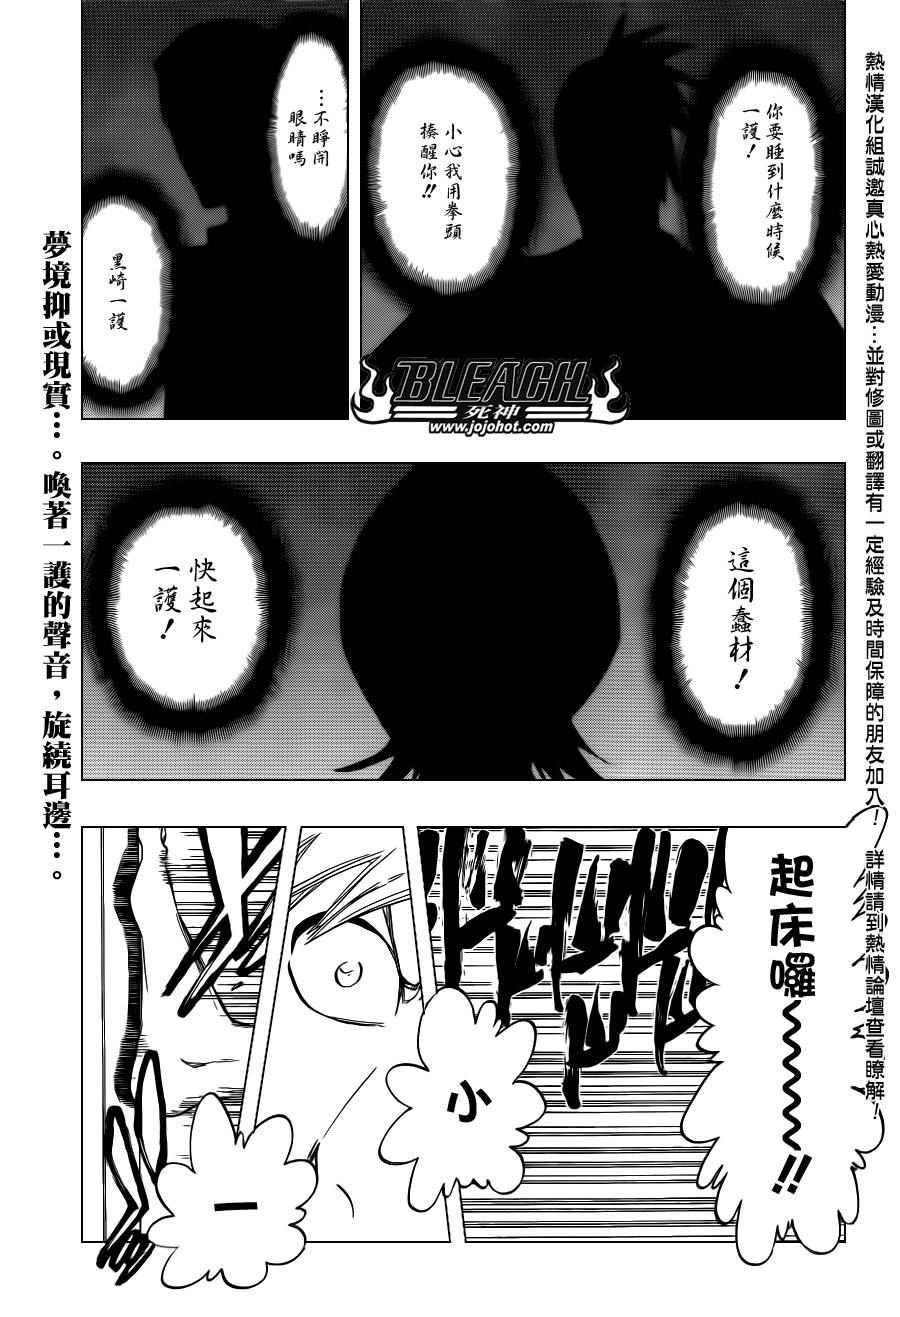 熱情漢化組誠邀真心熱愛動漫…並對修圖或翻譯有一定經驗及時間保障的朋友加入！ 詳情請到熱情論壇查看瞭解！
你要睡到什麼時候
一護！
小心我用拳頭
揍醒你!!
…不睜開
眼睛嗎
黑崎一護
BLEACH
死神
www.jojohot.com
這個蠢材！
快起來
一護！
起床囉~~~~~!!
小
一
夢境抑或現實…。喚著一護的聲音，旋繞耳邊…。